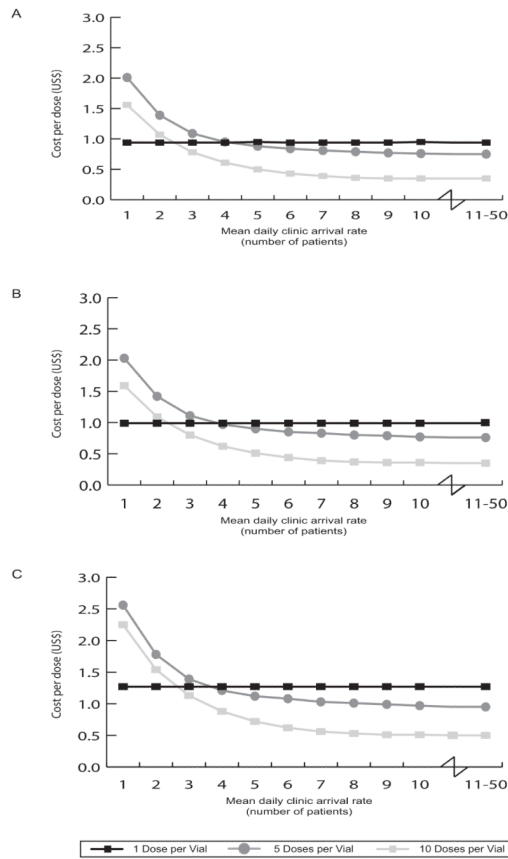 A
3.0
2.5
2.0
1.5
1.0
0.5
0.0
Cost per dose (US$)
1 2 3 4 5 6 7 8 9 10 11-50
Mean daily clinic arrival rate
(number of patients)
B
3.0
2.5
2.0
1.5
1.0
0.5
0.0
Cost per dose (US$)
1 2 3 4 5 6 7 8 9 10 11-50
Mean daily clinic arrival rate
(number of patients)
C
3.0
2.5
2.0
1.5
1.0
0.5
0.0
Cost per dose (US$)
1 2 3 4 5 6 7 8 9 10 11-50
Mean daily clinic arrival rate
(number of patients)
1 Dose per Vial 5 Doses per Vial 10 Doses per Vial